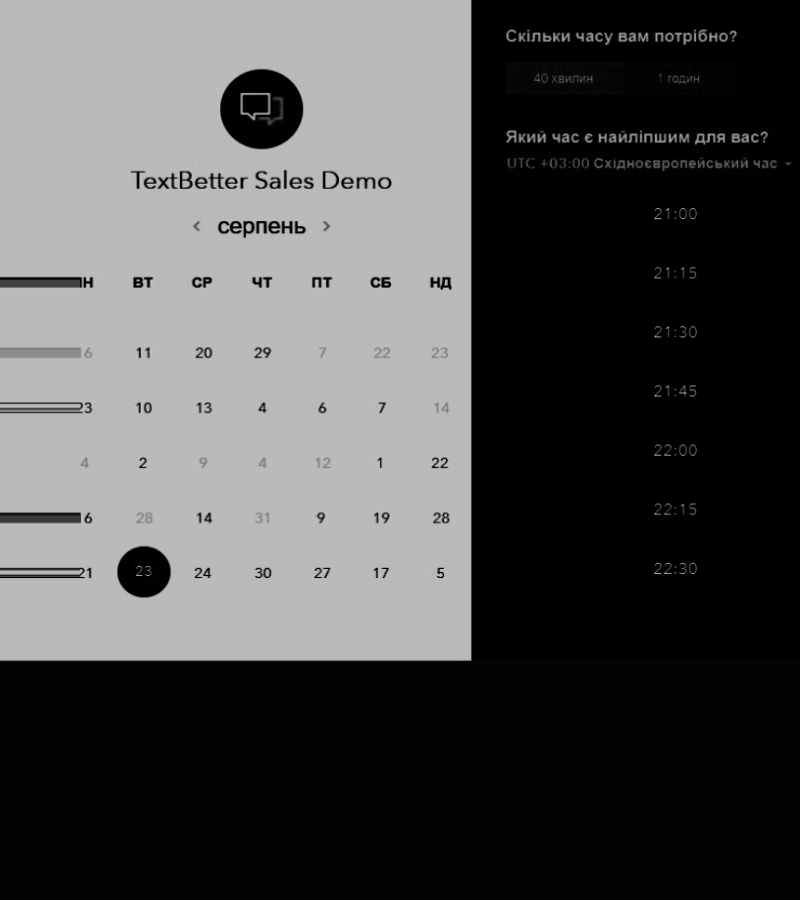 TextBetter Sales Demo
серпень
Н ВТ СР ЧТ ПТ СБ НД
6 11 20 29 7 22 23
23 10 13 4 6 7 14
4 2 9 4 12 1 22
6 28 14 31 9 19 28
21 23 24 30 27 17 5
Скільки часу вам потрібно?
40 хвилин 1 годин
Який час є найліпшим для вас?
UTC +03:00 Східноєвропейський час
21:00
21:15
21:30
21:45
22:00
22:15
22:30